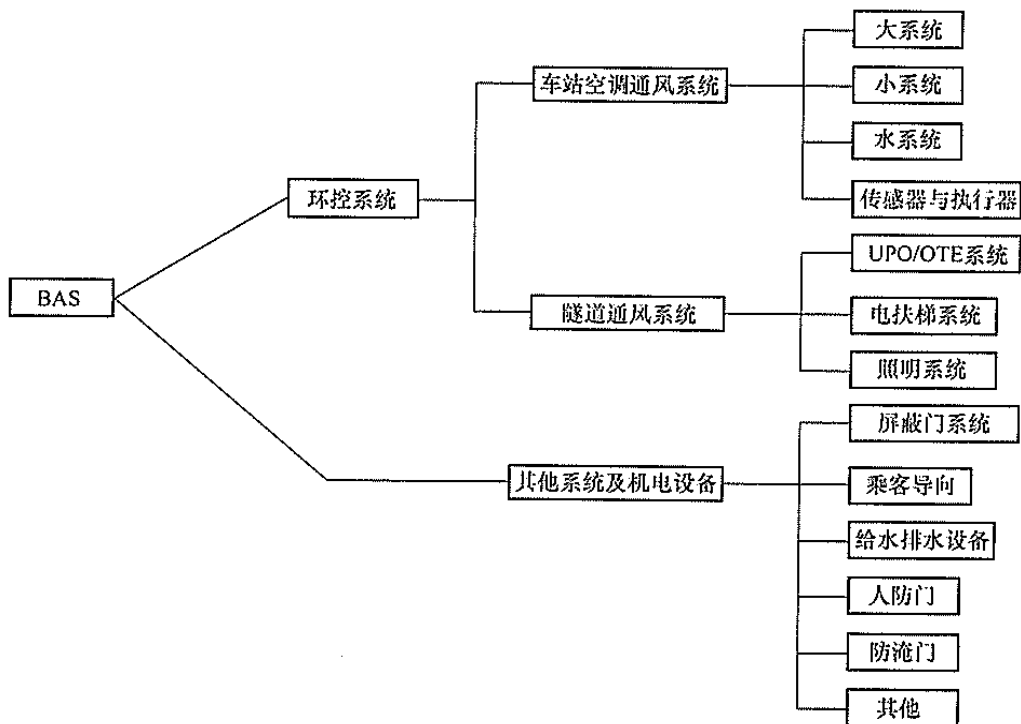 BAS
环控系统
车站空调通风系统
大系统
小系统
水系统
传感器与执行器
隧道通风系统
UPO/OTE系统
电扶梯系统
照明系统
其他系统及机电设备
屏蔽门系统
乘客导向
给水排水设备
人防门
防淹门
其他